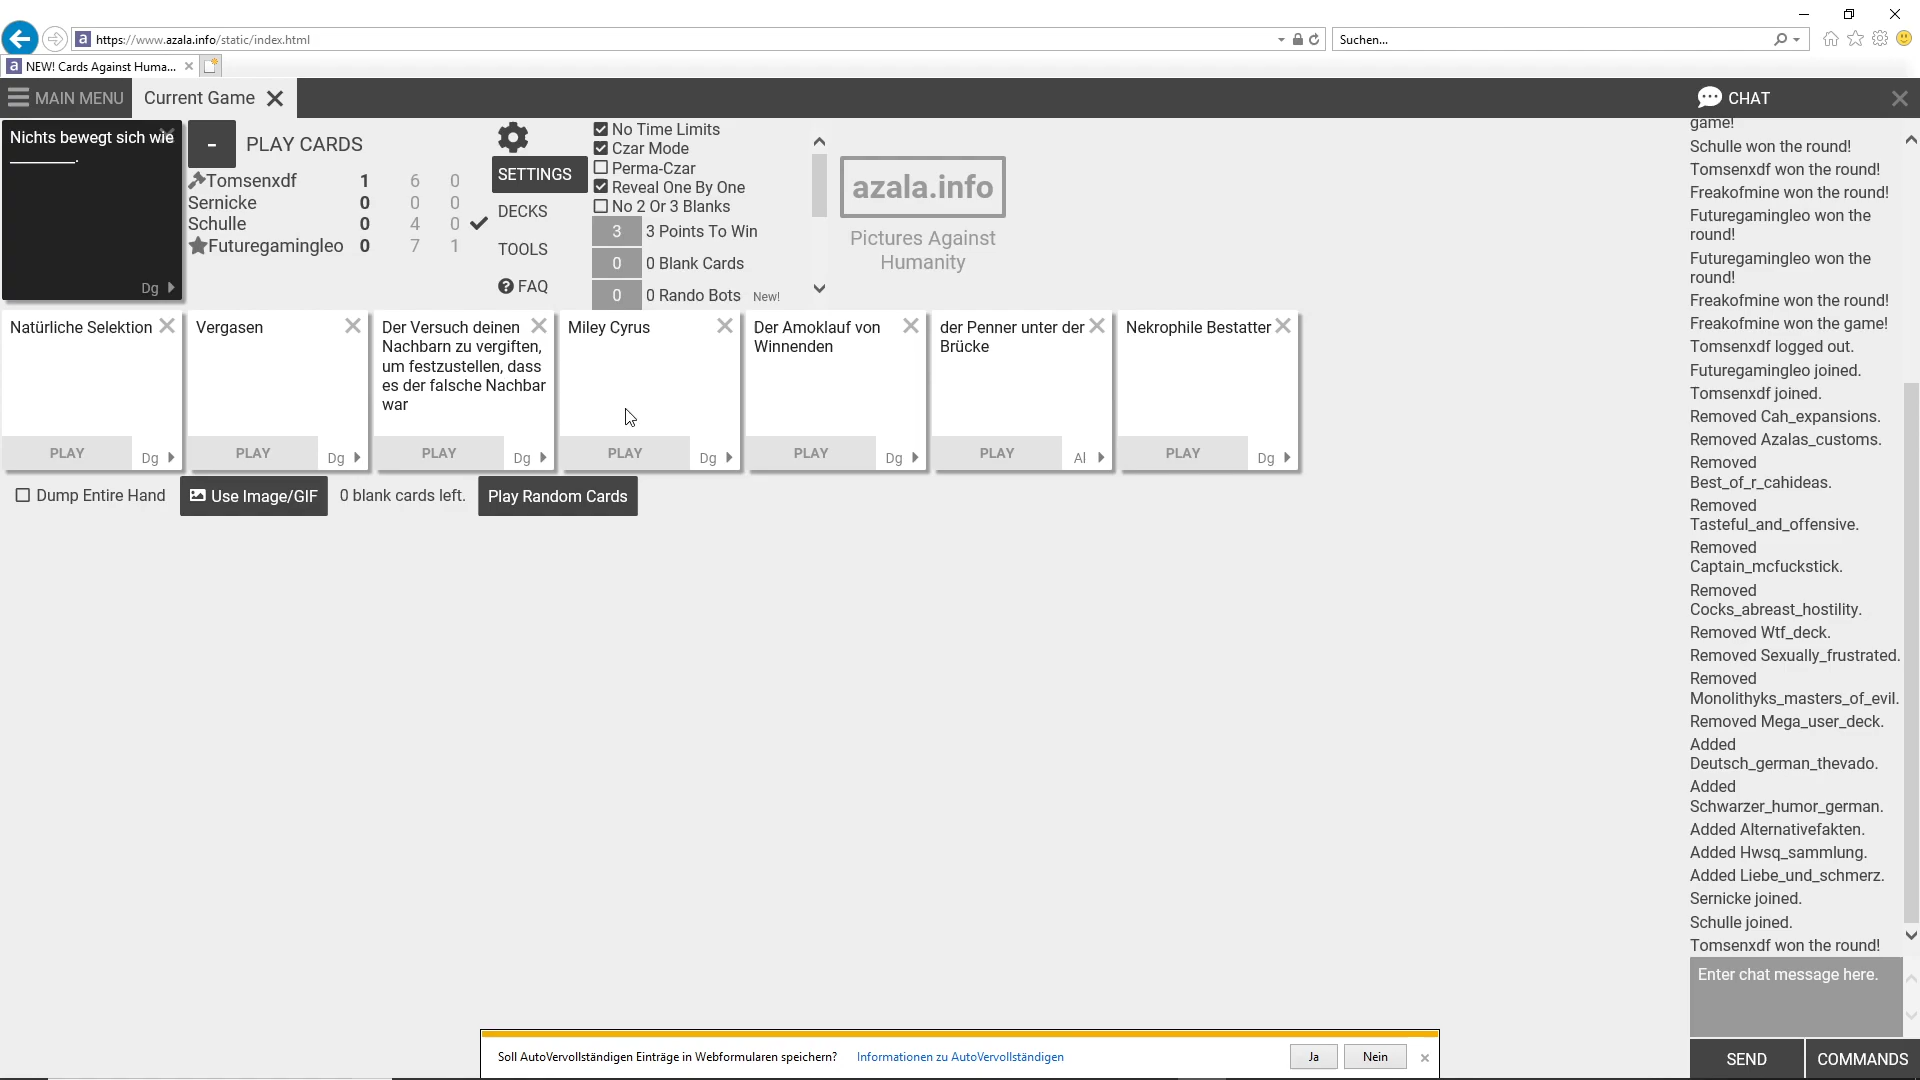 https://www.azala.info/static/index.html
Suchen...
a NEW! Cards Against Huma...
MAIN MENU
Current Game
CHAT
Nichts bewegt sich wie
________.
Dg
- PLAY CARDS
Tomsenxdf 1 6 0
Sernicke 0 0 0
Schulle 0 4 0
Futuregamingleo 0 7 1
SETTINGS
DECKS
TOOLS
FAQ
No Time Limits
Czar Mode
Perma-Czar
Reveal One By One
No 2 Or 3 Blanks
3 3 Points To Win
0 0 Blank Cards
0 0 Rando Bots New!
azala.info
Pictures Against
Humanity
Natürliche Selektion
PLAY Dg
Vergasen
PLAY Dg
Der Versuch deinen
Nachbarn zu vergiften,
um festzustellen, dass
es der falsche Nachbar
war
PLAY Dg
Miley Cyrus
PLAY Dg
Der Amoklauf von
Winnenden
PLAY Dg
der Penner unter der
Brücke
PLAY Al
Nekrophile Bestatter
PLAY Dg
Dump Entire Hand
Use Image/GIF
0 blank cards left.
Play Random Cards
game!
Schulle won the round!
Tomsenxdf won the round!
Freakofmine won the round!
Futuregamingleo won the
round!
Futuregamingleo won the
round!
Freakofmine won the round!
Freakofmine won the game!
Tomsenxdf logged out.
Futuregamingleo joined.
Tomsenxdf joined.
Removed Cah_expansions.
Removed Azalas_customs.
Removed
Best_of_r_cahideas.
Removed
Tasteful_and_offensive.
Removed
Captain_mcfuckstick.
Removed
Cocks_abreast_hostility.
Removed Wtf_deck.
Removed Sexually_frustrated.
Removed
Monolithyks_masters_of_evil.
Removed Mega_user_deck.
Added
Deutsch_german_thevado.
Added
Schwarzer_humor_german.
Added Alternativefakten.
Added Hwsq_sammlung.
Added Liebe_und_schmerz.
Sernicke joined.
Schulle joined.
Tomsenxdf won the round!
Enter chat message here.
SEND
COMMANDS
Soll AutoVervollständigen Einträge in Webformularen speichern?
Informationen zu AutoVervollständigen
Ja
Nein